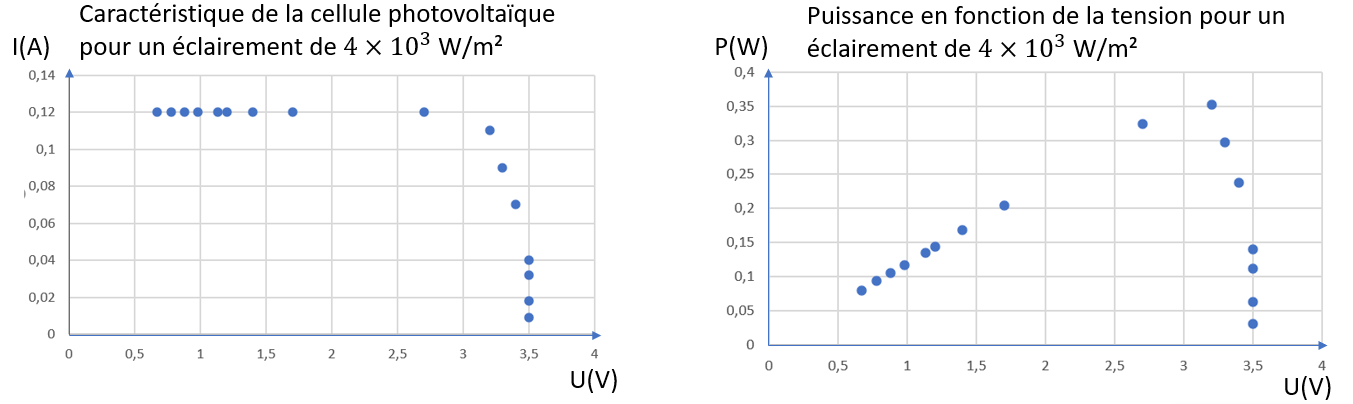 Caractéristique de la cellule photovoltaïque
pour un éclairement de 4 × 10³ W/m²
I(A)
0,14
0,12
0,1
0,08
0,06
0,04
0,02
0
0 0,5 1 1,5 2 2,5 3 3,5 4
U(V)
Puissance en fonction de la tension pour un
éclairement de 4 × 10³ W/m²
P(W)
0,4
0,35
0,3
0,25
0,2
0,15
0,1
0,05
0
0 0,5 1 1,5 2 2,5 3 3,5 4
U(V)